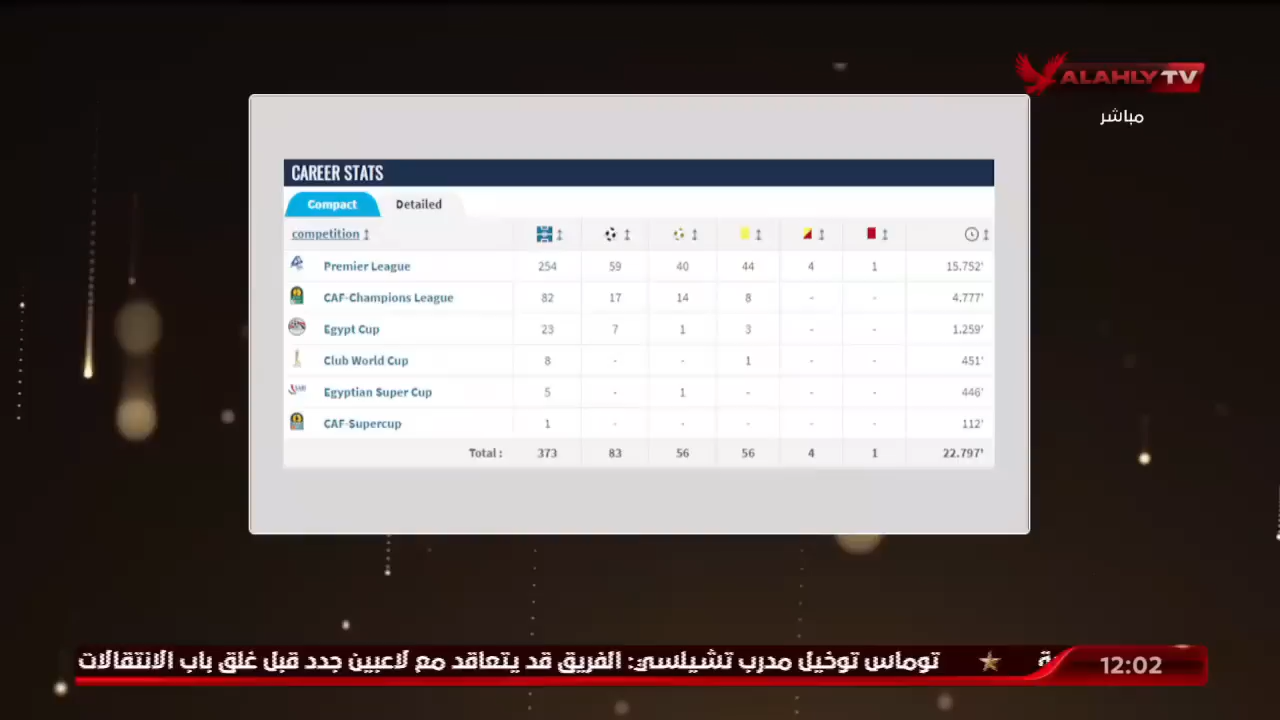 ALAHLY TV
مباشر
CAREER STATS
Compact Detailed
competition
Premier League 254 59 40 44 4 1 15.752'
CAF-Champions League 82 17 14 8 - - 4.777'
Egypt Cup 23 7 1 3 - - 1.259'
Club World Cup 8 - - 1 - - 451'
Egyptian Super Cup 5 - 1 - - - 446'
CAF-Supercup 1 - - - - - 112'
Total : 373 83 56 56 4 1 22.797'
توماس توخيل مدرب تشيلسي: الفريق قد يتعاقد مع لاعبين جدد قبل غلق باب الانتقالات
12:02